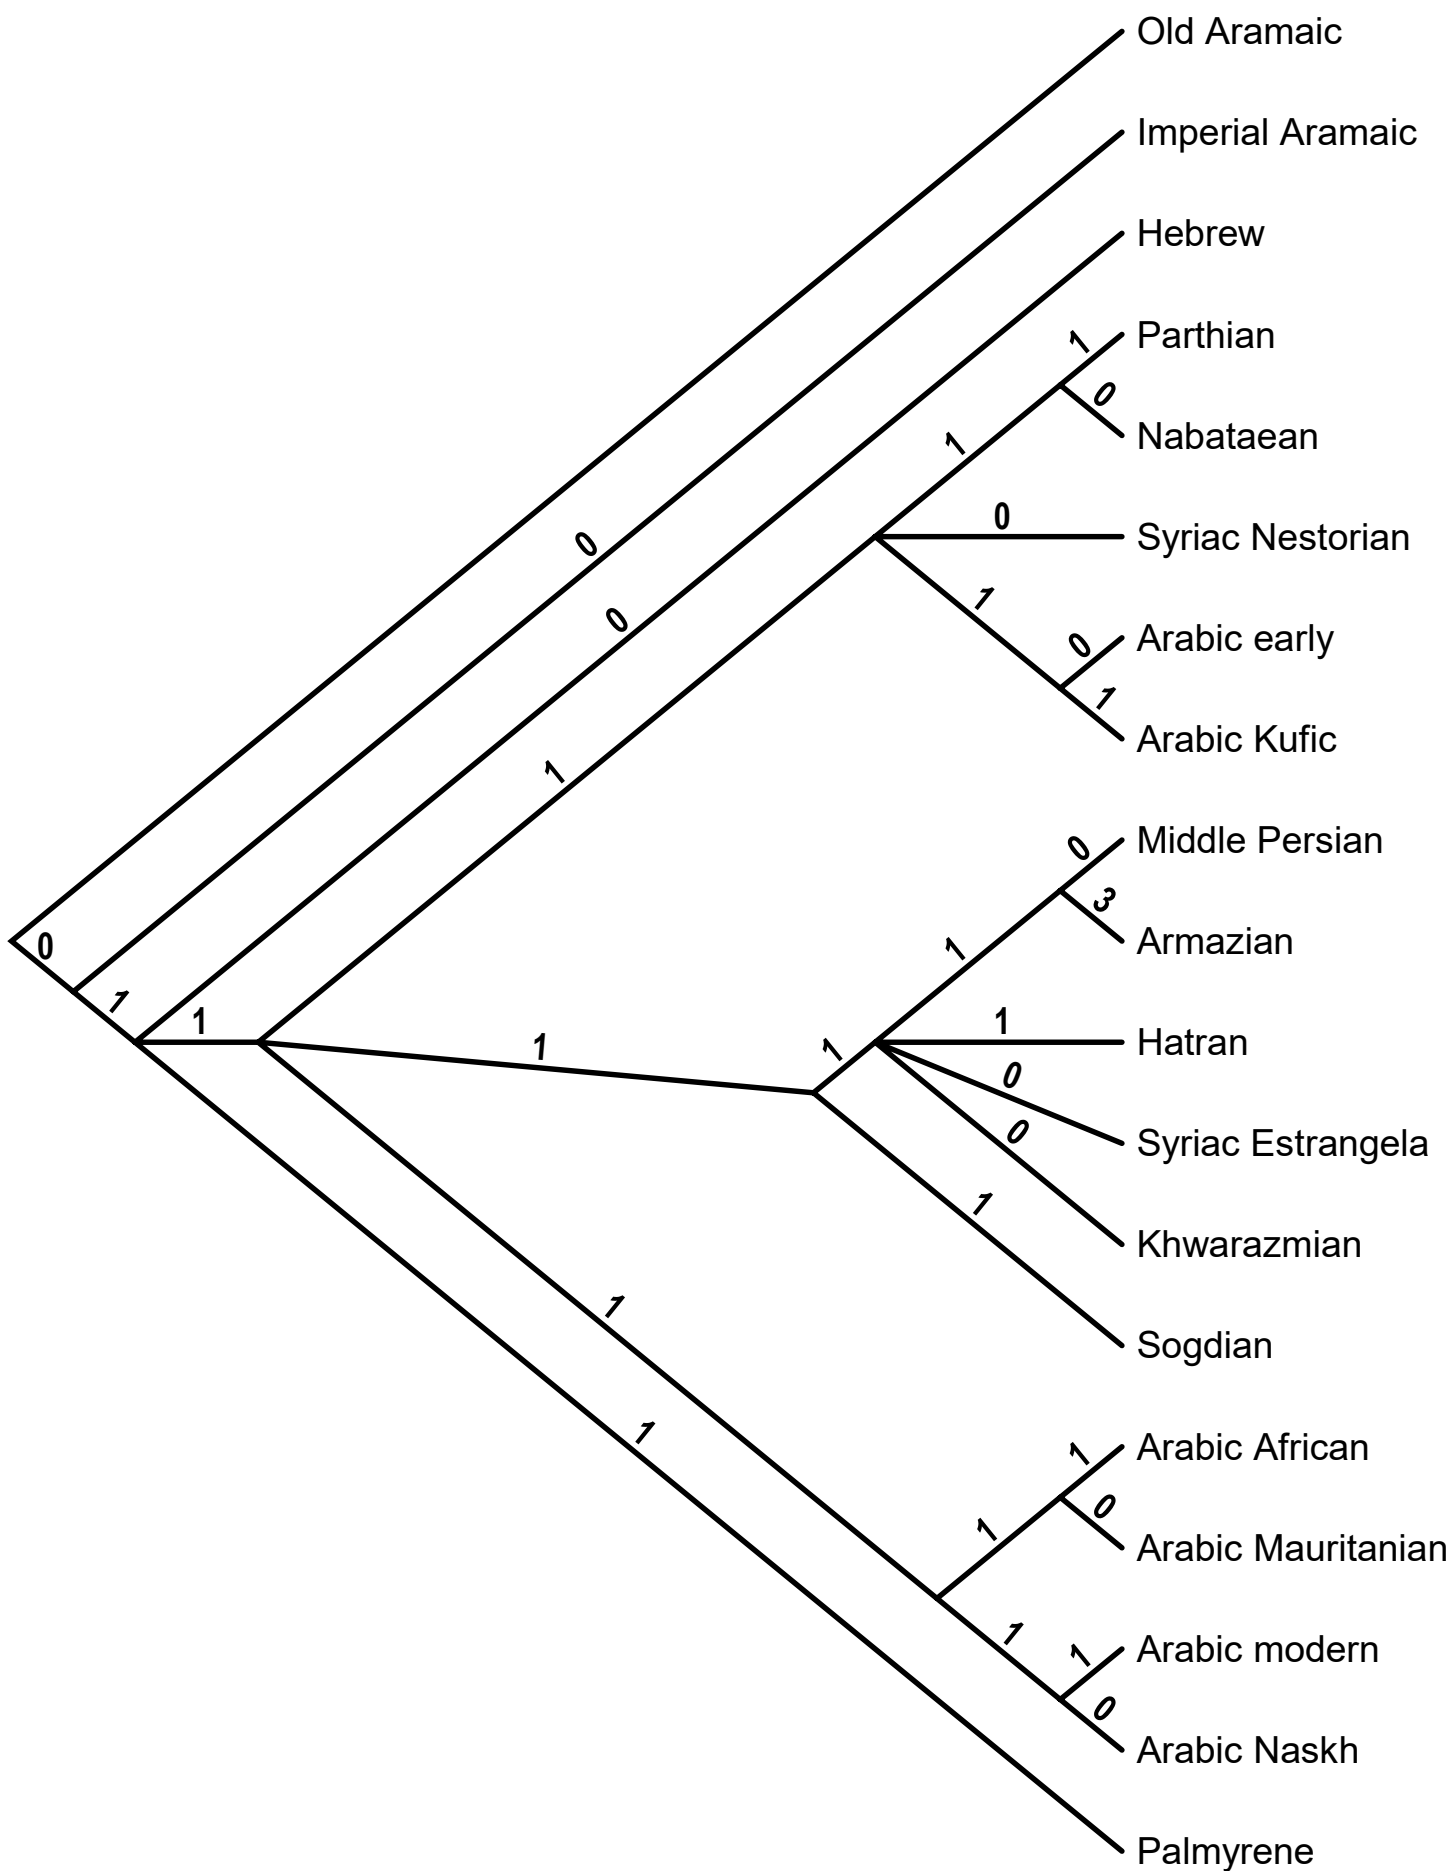 Old Aramaic
Imperial Aramaic
Hebrew
1 Parthian
0
1 Nabataean
0 Syriac Nestorian
0
1
0 Arabic early
0
1
Arabic Kufic
1
0 Middle Persian
3
0 1 Armazian
1
1 1 Hatran
1 1
0
0 Syriac Estrangela
1 Khwarazmian
1 Sogdian
1
1 Arabic African
0
1 Arabic Mauritanian
1 1 Arabic modern
0
Arabic Naskh
Palmyrene